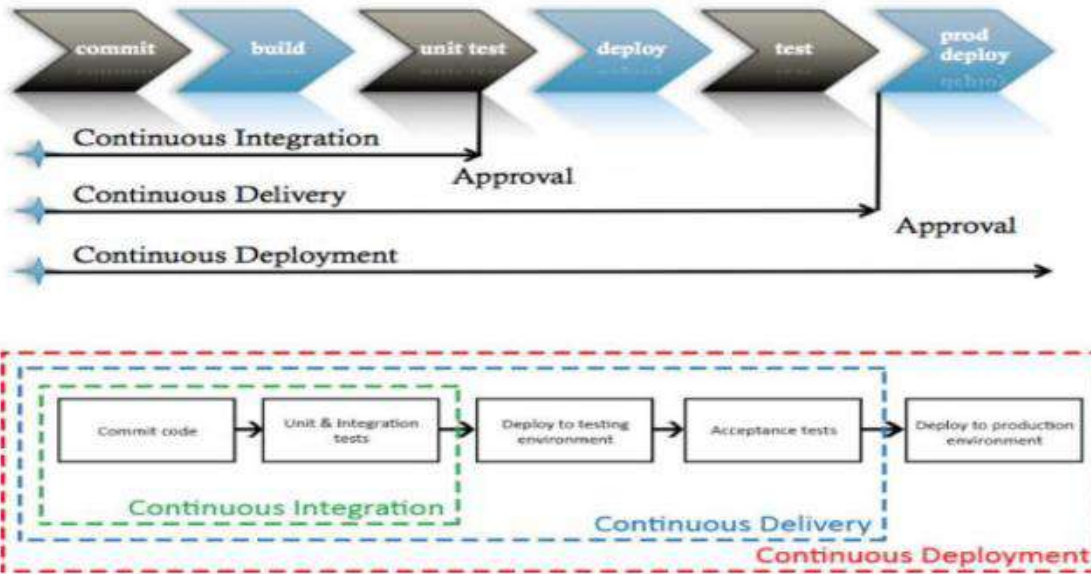 commit
build
unit test
deploy
test
prod
deploy
Continuous Integration
Approval
Continuous Delivery
Approval
Continuous Deployment
Commit code
Unit & Integration
tests
Deploy to testing
environment
Acceptance tests
Deploy to production
environment
Continuous Integration
Continuous Delivery
Continuous Deployment